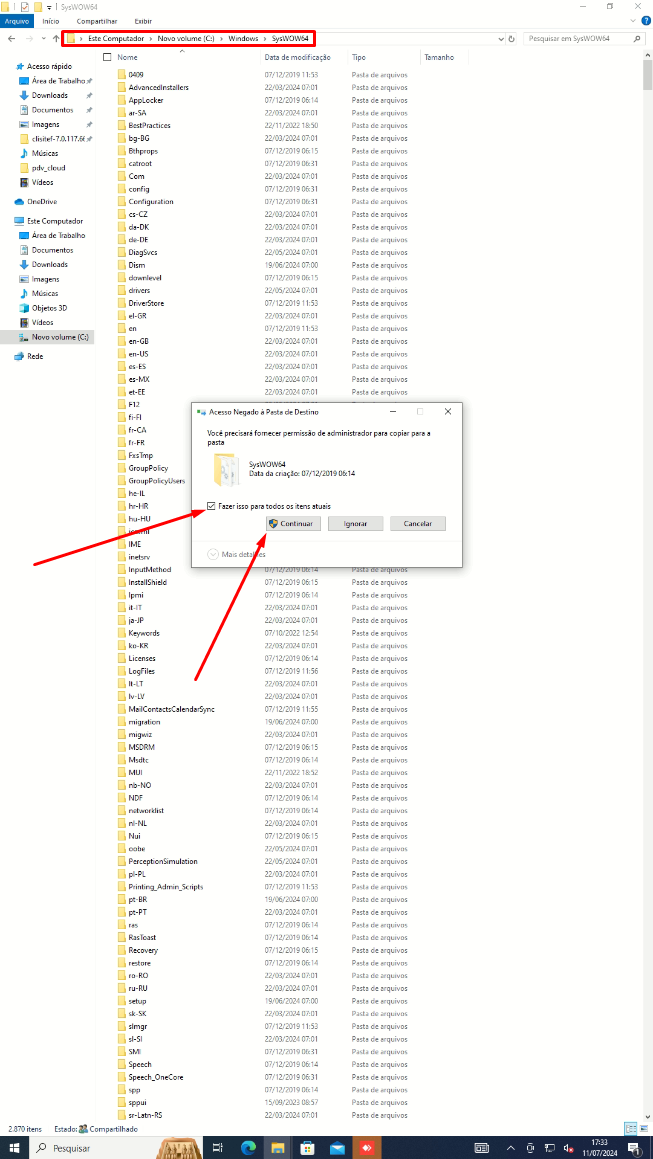 SysWOW64
Arquivo Início Compartilhar Exibir
Este Computador Novo volume (C:) Windows SysWOW64 Pesquisar em SysWOW64
Nome Data de modificação Tipo Tamanho
Acesso rápido
Área de Trabalho
Downloads
Documentos
Imagens
clisitef-7.0.117.6
Músicas
pdv_cloud
Vídeos
OneDrive
Este Computador
Área de Trabalho
Documentos
Downloads
Imagens
Músicas
Objetos 3D
Vídeos
Novo volume (C:)
Rede
0409 07/12/2019 11:53 Pasta de arquivos
AdvancedInstallers 22/03/2024 07:01 Pasta de arquivos
AppLocker 07/12/2019 06:14 Pasta de arquivos
ar-SA 22/03/2024 07:01 Pasta de arquivos
BestPractices 22/11/2022 18:50 Pasta de arquivos
bg-BG 22/03/2024 07:01 Pasta de arquivos
Bthprops 07/12/2019 06:15 Pasta de arquivos
catroot 07/12/2019 06:31 Pasta de arquivos
Com 22/03/2024 07:01 Pasta de arquivos
config 07/12/2019 06:31 Pasta de arquivos
Configuration 07/12/2019 06:31 Pasta de arquivos
cs-CZ 22/03/2024 07:01 Pasta de arquivos
da-DK 22/03/2024 07:01 Pasta de arquivos
de-DE 22/03/2024 07:01 Pasta de arquivos
DiagSvcs 22/05/2024 07:01 Pasta de arquivos
Dism 19/06/2024 07:00 Pasta de arquivos
downlevel 07/12/2019 06:15 Pasta de arquivos
drivers 22/05/2024 07:01 Pasta de arquivos
DriverStore 07/12/2019 11:53 Pasta de arquivos
el-GR 22/03/2024 07:01 Pasta de arquivos
en 07/12/2019 11:53 Pasta de arquivos
en-GB 22/03/2024 07:01 Pasta de arquivos
en-US 22/03/2024 07:01 Pasta de arquivos
es-ES 22/03/2024 07:01 Pasta de arquivos
es-MX 22/03/2024 07:01 Pasta de arquivos
et-EE 22/03/2024 07:01 Pasta de arquivos
F12
fi-FI
fr-CA
fr-FR
FxsTmp
GroupPolicy
GroupPolicyUsers
he-IL
hr-HR
hu-HU
IME
inetsrv
Acesso Negado à Pasta de Destino
Você precisará fornecer permissão de administrador para copiar para a
pasta
SysWOW64
Data da criação: 07/12/2019 06:14
Fazer isso para todos os itens atuais
Continuar Ignorar Cancelar
Mais detalhes
InputMethod 07/12/2019 06:14 Pasta de arquivos
InstallShield 07/12/2019 06:15 Pasta de arquivos
Ipmi 07/12/2019 06:14 Pasta de arquivos
it-IT 22/03/2024 07:01 Pasta de arquivos
ja-JP 22/03/2024 07:01 Pasta de arquivos
Keywords 07/10/2022 12:54 Pasta de arquivos
ko-KR 22/03/2024 07:01 Pasta de arquivos
Licenses 07/12/2019 06:14 Pasta de arquivos
LogFiles 07/12/2019 11:56 Pasta de arquivos
lt-LT 22/03/2024 07:01 Pasta de arquivos
lv-LV 22/03/2024 07:01 Pasta de arquivos
MailContactsCalendarSync 07/12/2019 11:55 Pasta de arquivos
migration 19/06/2024 07:00 Pasta de arquivos
migwiz 22/03/2024 07:01 Pasta de arquivos
MSDRM 07/12/2019 06:15 Pasta de arquivos
Msdtc 07/12/2019 06:14 Pasta de arquivos
MUI 22/11/2022 18:52 Pasta de arquivos
nb-NO 22/03/2024 07:01 Pasta de arquivos
NDF 07/12/2019 06:14 Pasta de arquivos
networklist 07/12/2019 06:14 Pasta de arquivos
nl-NL 22/03/2024 07:01 Pasta de arquivos
Nui 07/12/2019 06:15 Pasta de arquivos
oobe 22/05/2024 07:01 Pasta de arquivos
PerceptionSimulation 22/05/2024 07:01 Pasta de arquivos
pl-PL 22/03/2024 07:01 Pasta de arquivos
Printing_Admin_Scripts 07/12/2019 11:53 Pasta de arquivos
pt-BR 19/06/2024 07:00 Pasta de arquivos
pt-PT 22/03/2024 07:01 Pasta de arquivos
ras 07/12/2019 06:14 Pasta de arquivos
RasToast 07/12/2019 06:14 Pasta de arquivos
Recovery 07/12/2019 06:15 Pasta de arquivos
restore 07/12/2019 06:14 Pasta de arquivos
ro-RO 22/03/2024 07:01 Pasta de arquivos
ru-RU 22/03/2024 07:01 Pasta de arquivos
setup 19/06/2024 07:00 Pasta de arquivos
sk-SK 22/03/2024 07:01 Pasta de arquivos
slmgr 07/12/2019 11:53 Pasta de arquivos
sl-SI 22/03/2024 07:01 Pasta de arquivos
SMI 07/12/2019 06:31 Pasta de arquivos
Speech 07/12/2019 06:14 Pasta de arquivos
Speech_OneCore 07/12/2019 06:31 Pasta de arquivos
spp 07/12/2019 06:14 Pasta de arquivos
sppui 15/09/2023 08:57 Pasta de arquivos
sr-Latn-RS 22/03/2024 07:01 Pasta de arquivos
2.870 itens Estado: Compartilhado
Pesquisar
17:33
11/07/2024
1